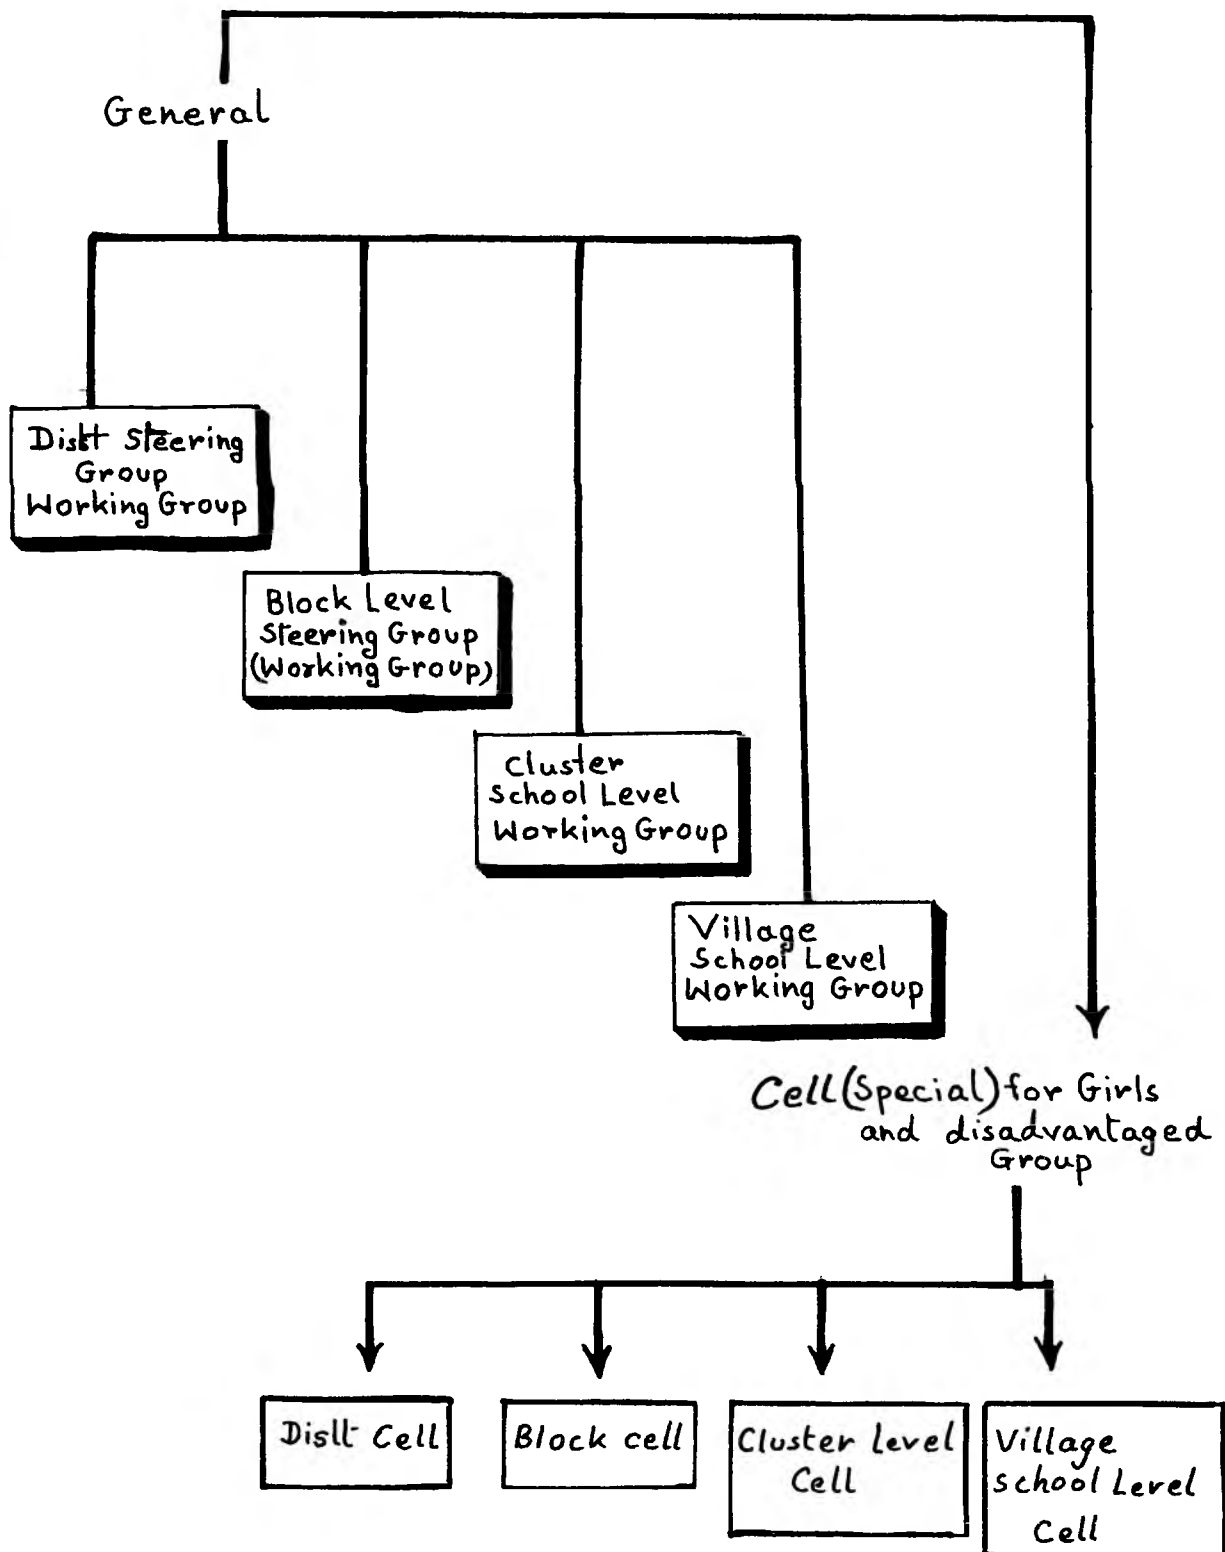 General
Distt Steering
Group
Working Group
Block Level
Steering Group
(Working Group)
Cluster
School Level
Working Group
Village
School Level
Working Group
Cell (Special) for Girls
and disadvantaged
Group
Distt Cell
Block cell
Cluster level
Cell
Village
School Level
Cell